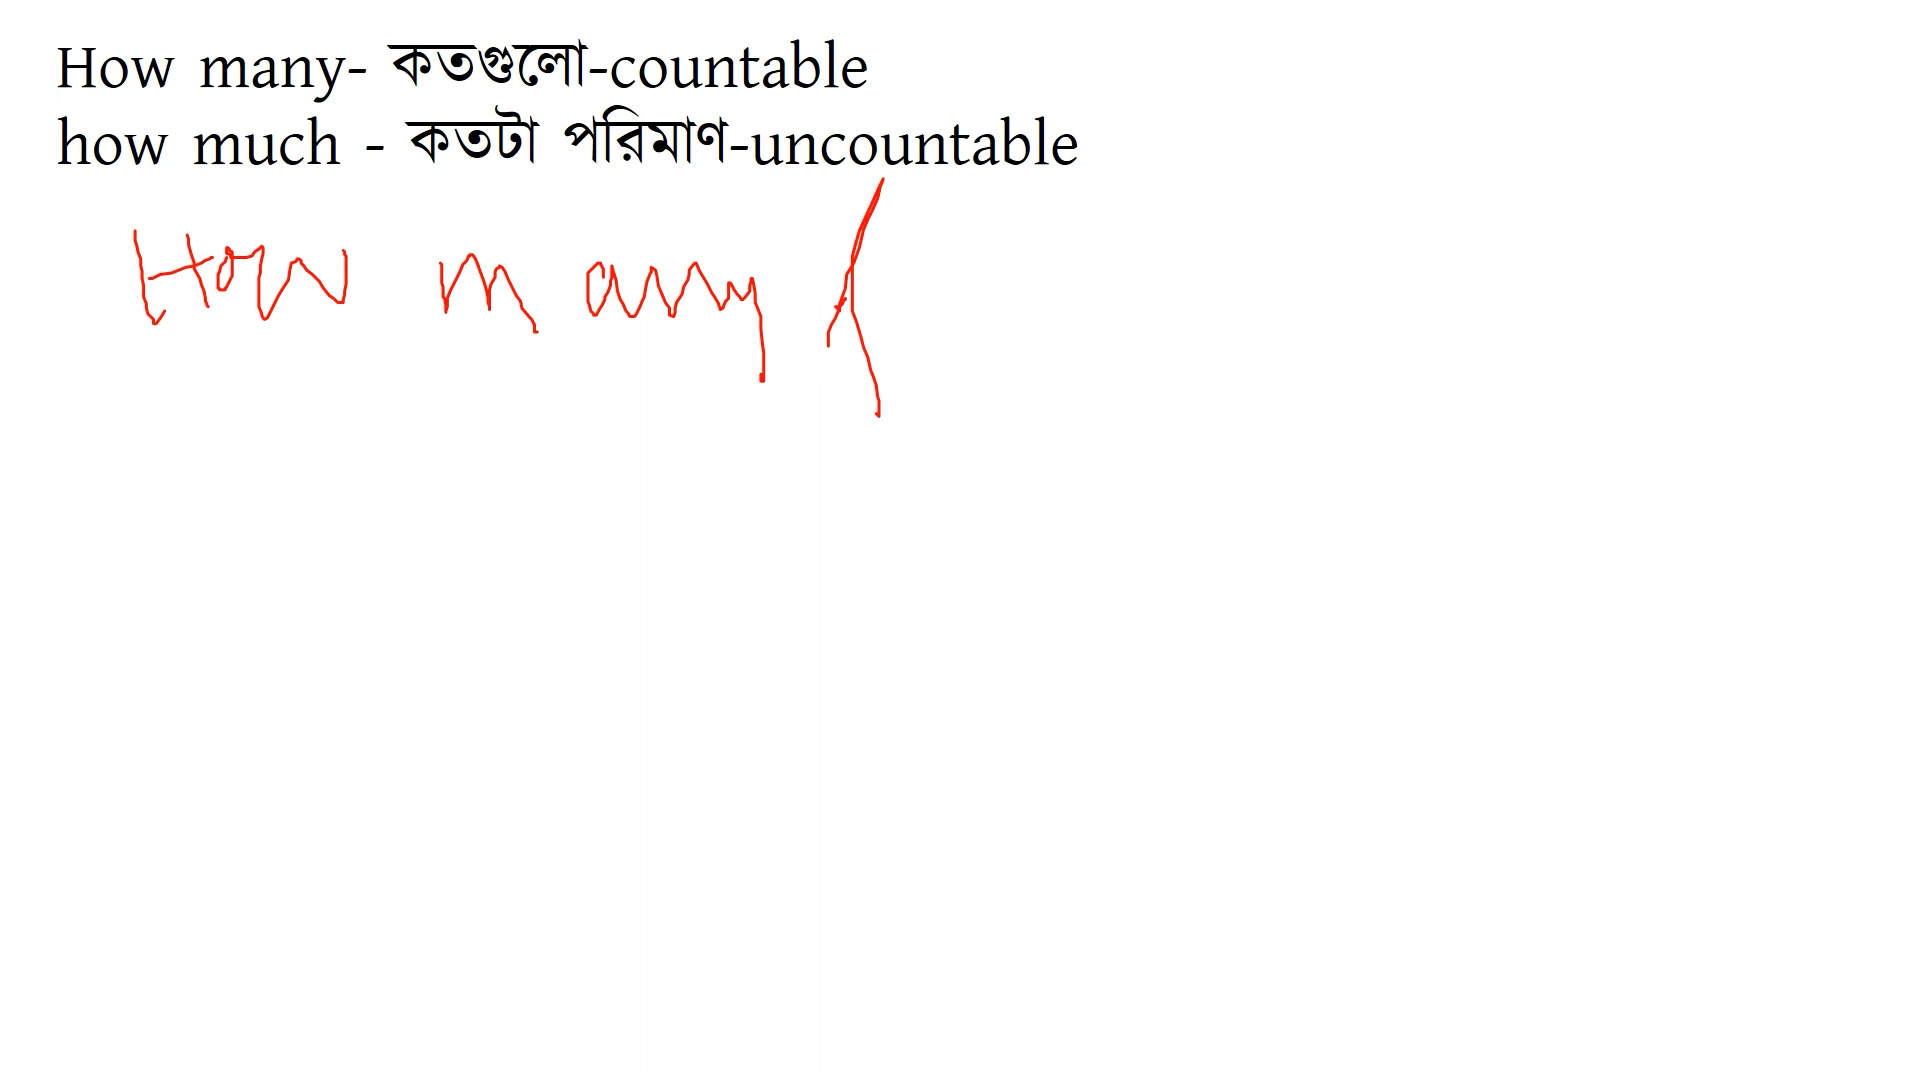 How many- কতগুলো-countable
how much - কতটা পরিমাণ-uncountable
How many